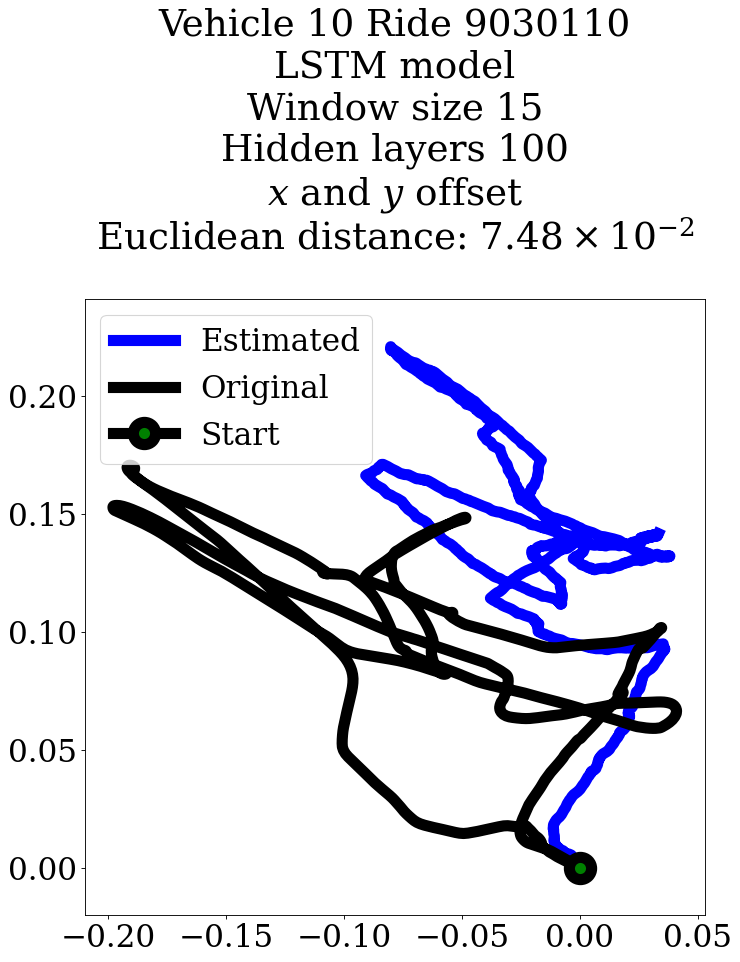 Vehicle 10 Ride 9030110
LSTM model
Window size 15
Hidden layers 100
x and y offset
Euclidean distance: 7.48 × 10⁻²
Estimated
Original
Start
0.20
0.15
0.10
0.05
0.00
−0.20 −0.15 −0.10 −0.05 0.00 0.05